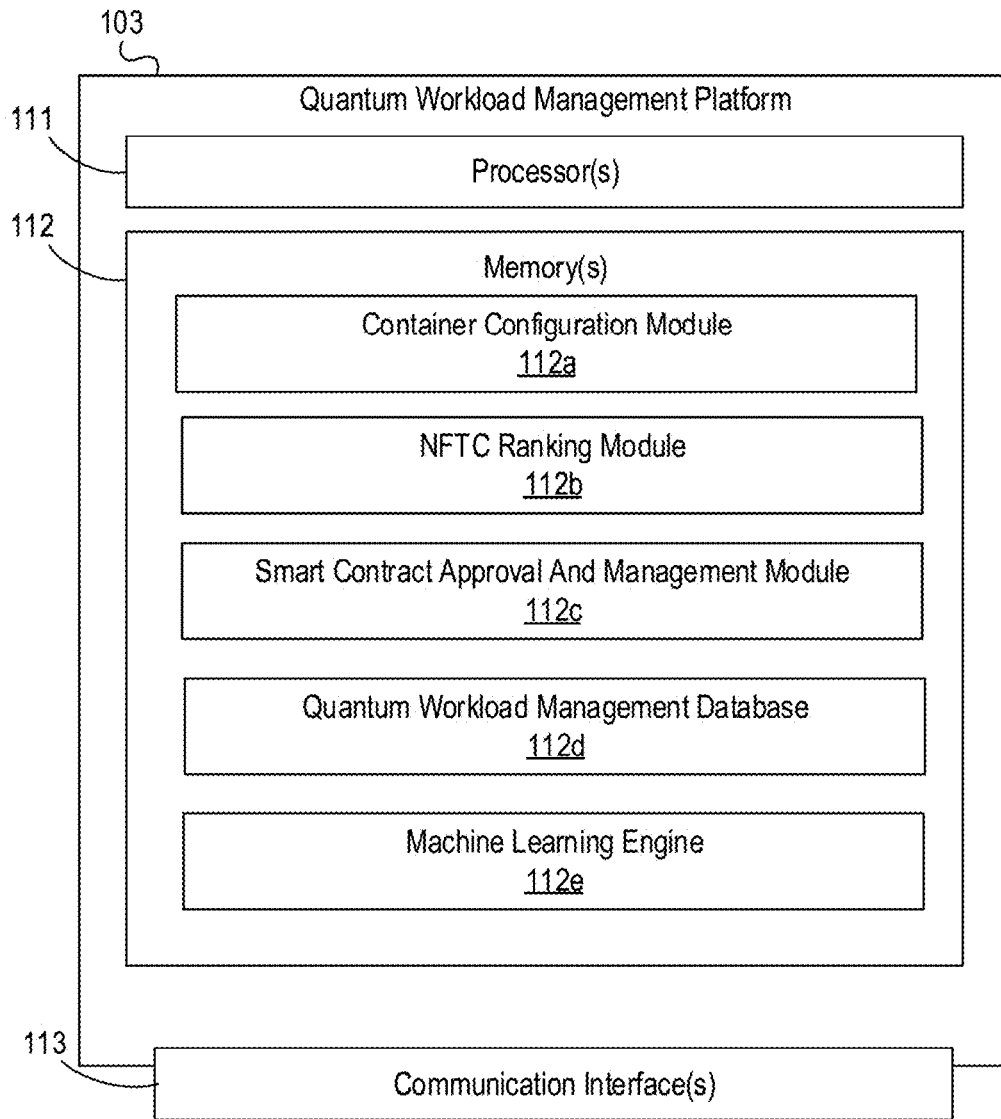 103
Quantum Workload Management Platform
111
Processor(s)
112
Memory(s)
Container Configuration Module
112a
NFTC Ranking Module
112b
Smart Contract Approval And Management Module
112c
Quantum Workload Management Database
112d
Machine Learning Engine
112e
113
Communication Interface(s)